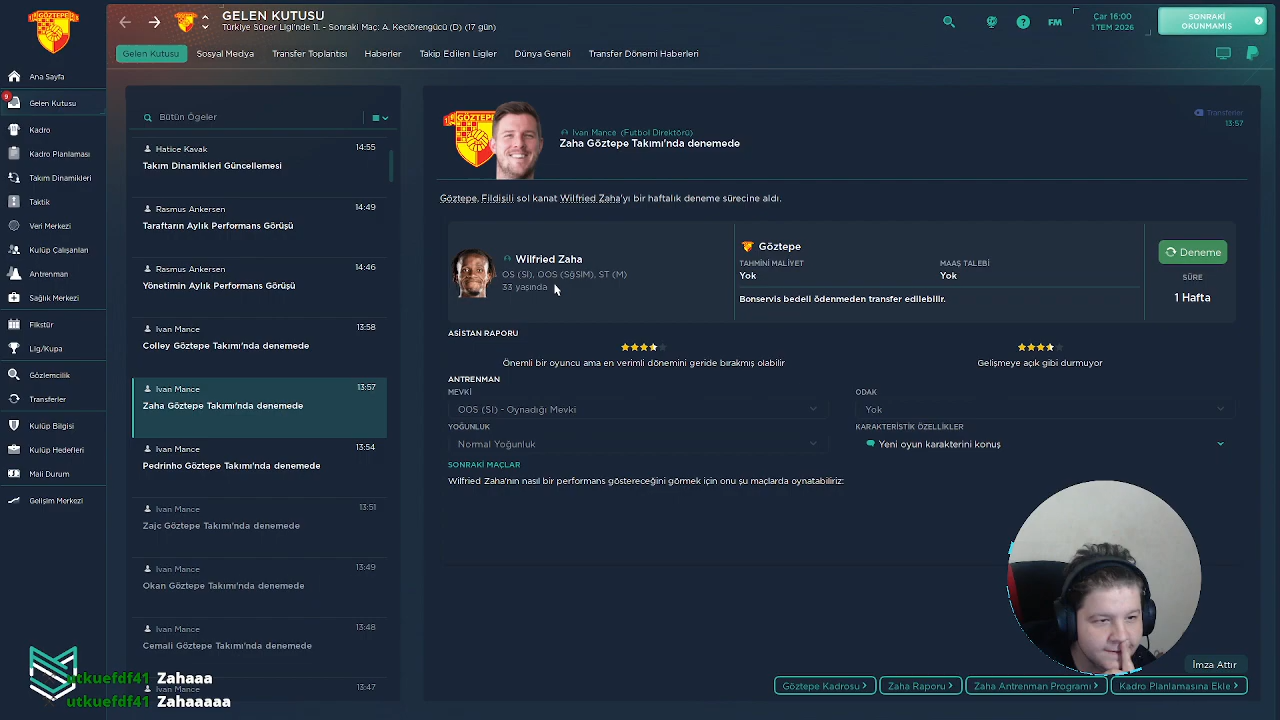 GÖZTEPE
GELEN KUTUSU
Türkiye Süper Lig'inde 11. - Sonraki Maç: A. Keçiörengücü (D) (17 gün)
FM
Çar 16:00
1 TEM 2026
SONRAKİ
OKUNMAMIŞ
Gelen Kutusu
Sosyal Medya
Transfer Toplantısı
Haberler
Takip Edilen Ligler
Dünya Geneli
Transfer Dönemi Haberleri
Ana Sayfa
9
Gelen Kutusu
Kadro
Kadro Planlaması
Takım Dinamikleri
Taktik
Veri Merkezi
Kulüp Çalışanları
Antrenman
Sağlık Merkezi
Fikstür
Lig/Kupa
Gözlemcilik
Transferler
Kulüp Bilgisi
Kulüp Hedefleri
Mali Durum
Gelişim Merkezi
Bütün Ögeler
Hatice Kavak 14:55
Takım Dinamikleri Güncellemesi
Rasmus Ankersen 14:49
Taraftarın Aylık Performans Görüşü
Rasmus Ankersen 14:46
Yönetimin Aylık Performans Görüşü
Ivan Mance 13:58
Colley Göztepe Takımı'nda denemede
Ivan Mance 13:57
Zaha Göztepe Takımı'nda denemede
Ivan Mance 13:54
Pedrinho Göztepe Takımı'nda denemede
Ivan Mance 13:51
Zajc Göztepe Takımı'nda denemede
Ivan Mance 13:49
Okan Göztepe Takımı'nda denemede
Ivan Mance 13:48
Cemali Göztepe Takımı'nda denemede
Ivan Mance 13:47
GÖZTEPE
Ivan Mance (Futbol Direktörü)
Zaha Göztepe Takımı'nda denemede
Transferler
13:57
Göztepe, Fildişili sol kanat Wilfried Zaha'yı bir haftalık deneme sürecine aldı.
Wilfried Zaha
OS (Sl), OOS (SğSlM), ST (M)
33 yaşında
Göztepe
TAHMİNİ MALİYET
Yok
MAAŞ TALEBİ
Yok
Bonservis bedeli ödenmeden transfer edilebilir.
Deneme
SÜRE
1 Hafta
ASİSTAN RAPORU
Önemli bir oyuncu ama en verimli dönemini geride bırakmış olabilir
Gelişmeye açık gibi durmuyor
ANTRENMAN
MEVKİ
OOS (Sl) - Oynadığı Mevki
ODAK
Yok
YOĞUNLUK
Normal Yoğunluk
KARAKTERİSTİK ÖZELLİKLER
Yeni oyun karakterini konuş
SONRAKİ MAÇLAR
Wilfried Zaha'nın nasıl bir performans göstereceğini görmek için onu şu maçlarda oynatabiliriz:
İmza Attır
Göztepe Kadrosu
Zaha Raporu
Zaha Antrenman Programı
Kadro Planlamasına Ekle
utkuefdf41 Zahaaa
utkuefdf41 Zahaaaaa